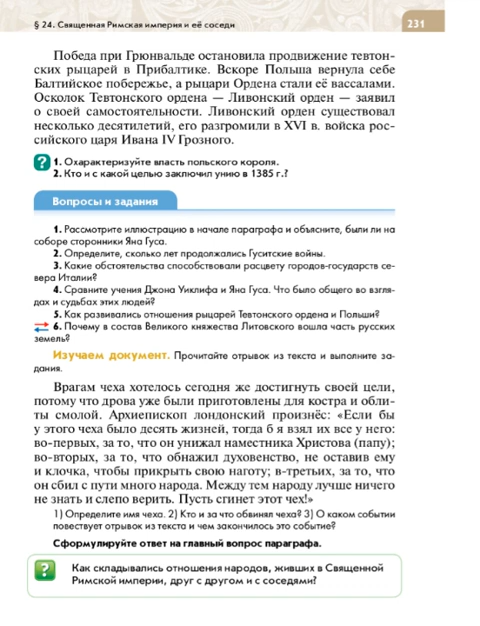 § 24. Священная Римская империя и её соседи
231
Победа при Грюнвальде остановила продвижение тевтон-
ских рыцарей в Прибалтике. Вскоре Польша вернула себе
Балтийское побережье, а рыцари Ордена стали её вассалами.
Осколок Тевтонского ордена — Ливонский орден — заявил
о своей самостоятельности. Ливонский орден существовал
несколько десятилетий, его разгромили в XVI в. войска рос-
сийского царя Ивана IV Грозного.
? 1. Охарактеризуйте власть польского короля.
2. Кто и с какой целью заключил унию в 1385 г.?
Вопросы и задания
1. Рассмотрите иллюстрацию в начале параграфа и объясните, были ли на
соборе сторонники Яна Гуса.
2. Определите, сколько лет продолжались Гуситские войны.
3. Какие обстоятельства способствовали расцвету городов-государств се-
вера Италии?
4. Сравните учения Джона Уиклифа и Яна Гуса. Что было общего во взгля-
дах и судьбах этих людей?
5. Как развивались отношения рыцарей Тевтонского ордена и Польши?
6. Почему в состав Великого княжества Литовского вошла часть русских
земель?
Изучаем документ. Прочитайте отрывок из текста и выполните за-
дания.
Врагам чеха хотелось сегодня же достигнуть своей цели,
потому что дрова уже были приготовлены для костра и обли-
ты смолой. Архиепископ лондонский произнёс: «Если бы
у этого чеха было десять жизней, тогда б я взял их все у него:
во-первых, за то, что он унижал наместника Христова (папу);
во-вторых, за то, что обнажил духовенство, не оставив ему
и клочка, чтобы прикрыть свою наготу; в-третьих, за то, что
он сбил с пути много народа. Между тем народу лучше ничего
не знать и слепо верить. Пусть сгинет этот чех!»
1) Определите имя чеха. 2) Кто и за что обвинял чеха? 3) О каком событии
повествует отрывок из текста и чем закончилось это событие?
Сформулируйте ответ на главный вопрос параграфа.
? Как складывались отношения народов, живших в Священной
Римской империи, друг с другом и с соседями?